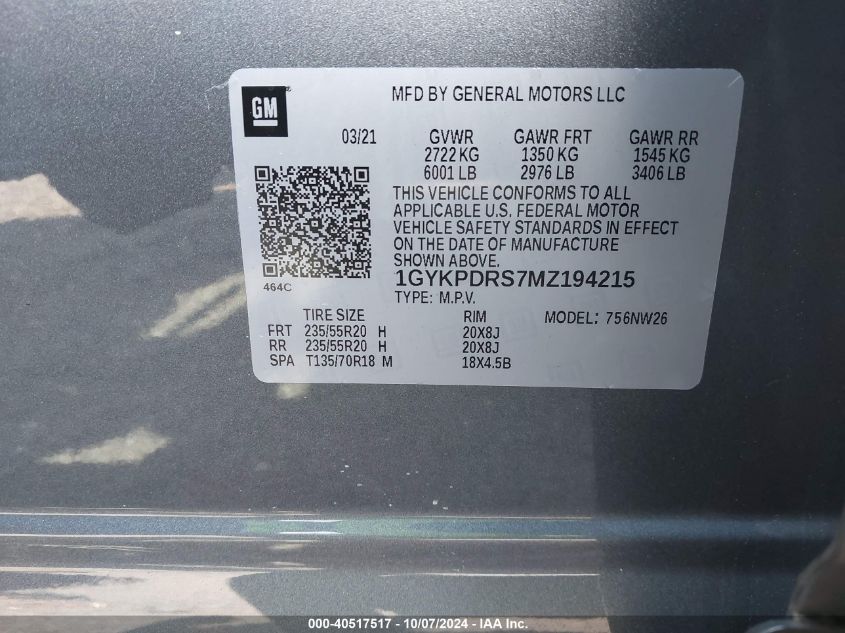 GM
MFD BY GENERAL MOTORS LLC
03/21 GVWR GAWR FRT GAWR RR
2722 KG 1350 KG 1545 KG
6001 LB 2976 LB 3406 LB
THIS VEHICLE CONFORMS TO ALL
APPLICABLE U.S. FEDERAL MOTOR
VEHICLE SAFETY STANDARDS IN EFFECT
ON THE DATE OF MANUFACTURE
SHOWN ABOVE.
464C
1GYKPDRS7MZ194215
TYPE: M.P.V.
TIRE SIZE RIM MODEL: 756NW26
FRT 235/55R20 H 20X8J
RR 235/55R20 H 20X8J
SPA T135/70R18 M 18X4.5B
000-40517517 - 10/07/2024 - IAA Inc.